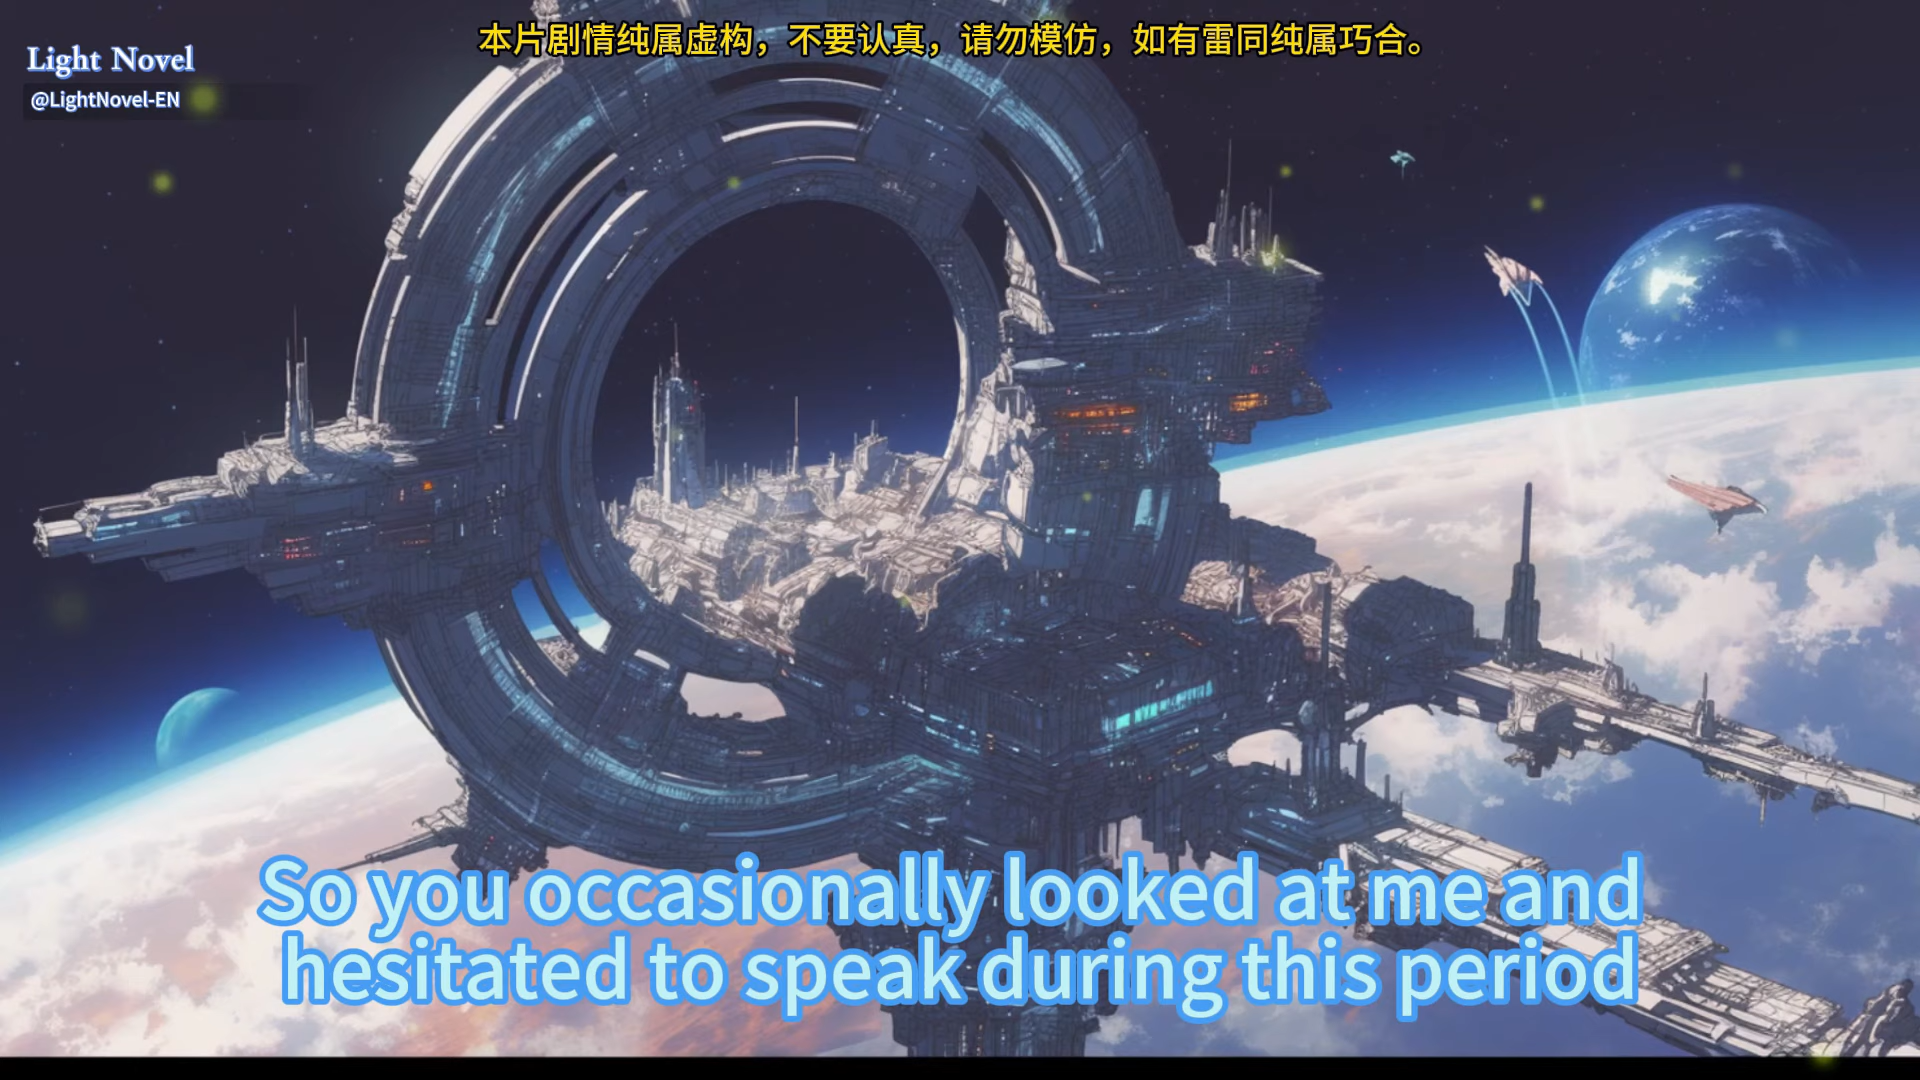 本片剧情纯属虚构，不要认真，请勿模仿，如有雷同纯属巧合。
Light Novel
@LightNovel-EN
So you occasionally looked at me and
hesitated to speak during this period